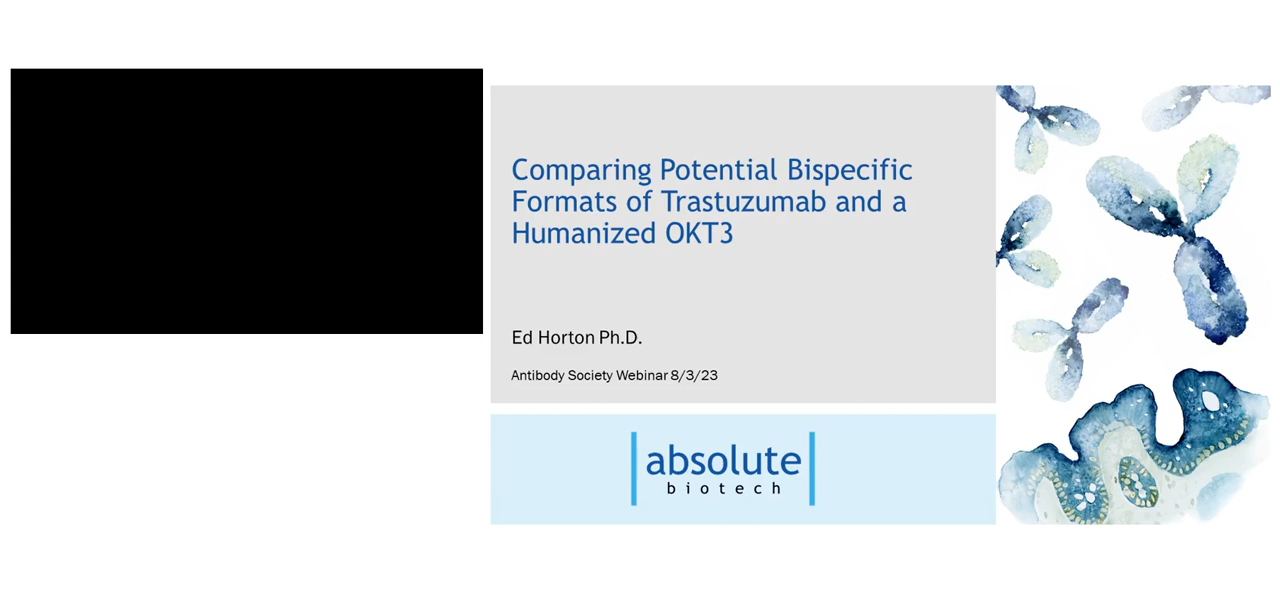 Comparing Potential Bispecific
Formats of Trastuzumab and a
Humanized OKT3
Ed Horton Ph.D.
Antibody Society Webinar 8/3/23
absolute
biotech